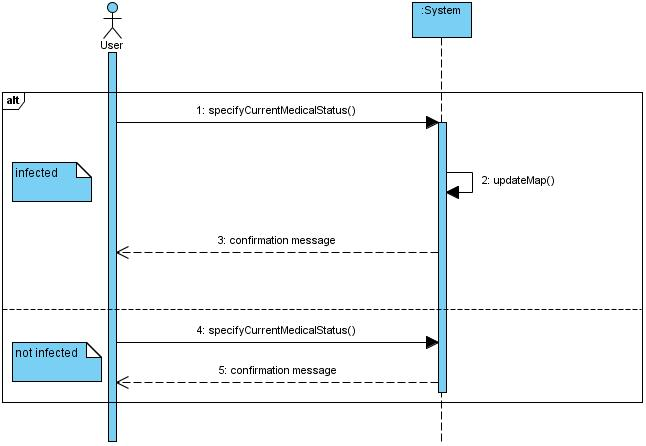 :System
User
alt
1: specifyCurrentMedicalStatus()
infected
2: updateMap()
3: confirmation message
4: specifyCurrentMedicalStatus()
not infected
5: confirmation message